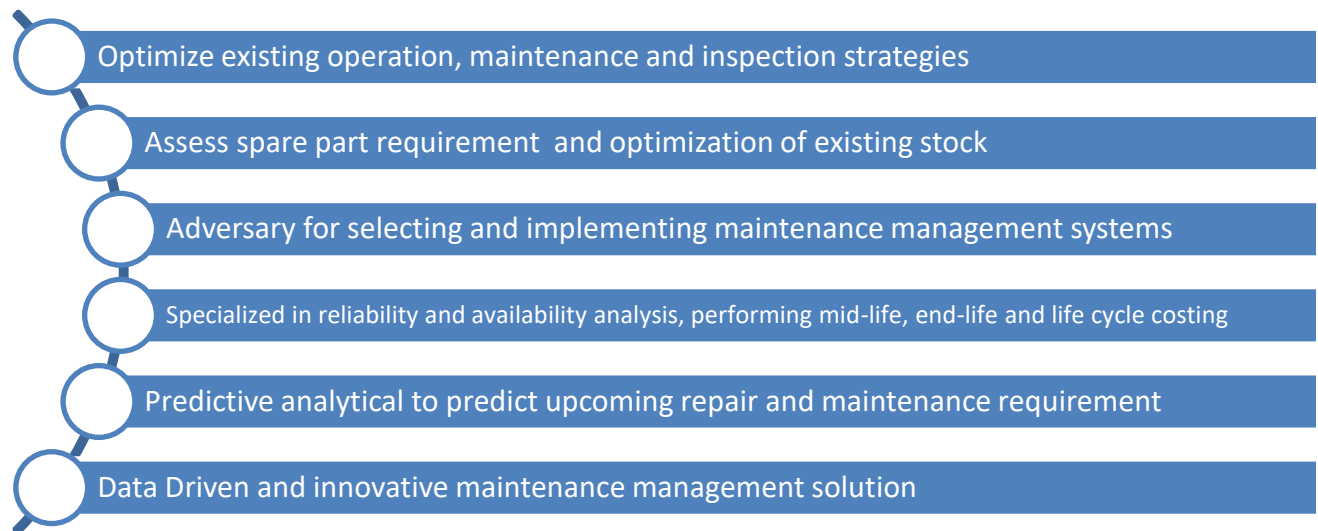 Optimize existing operation, maintenance and inspection strategies
Assess spare part requirement  and optimization of existing stock
Adversary for selecting and implementing maintenance management systems
Specialized in reliability and availability analysis, performing mid-life, end-life and life cycle costing
Predictive analytical to predict upcoming repair and maintenance requirement
Data Driven and innovative maintenance management solution